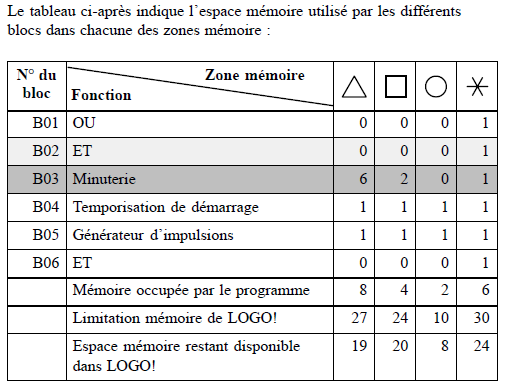 Le tableau ci-après indique l'espace mémoire utilisé par les différents
blocs dans chacune des zones mémoire :
N° du bloc Zone mémoire Fonction △ □ ○ ⚹
B01 OU 0 0 0 1
B02 ET 0 0 0 1
B03 Minuterie 6 2 0 1
B04 Temporisation de démarrage 1 1 1 1
B05 Générateur d'impulsions 1 1 1 1
B06 ET 0 0 0 1
Mémoire occupée par le programme 8 4 2 6
Limitation mémoire de LOGO! 27 24 10 30
Espace mémoire restant disponible
dans LOGO! 19 20 8 24